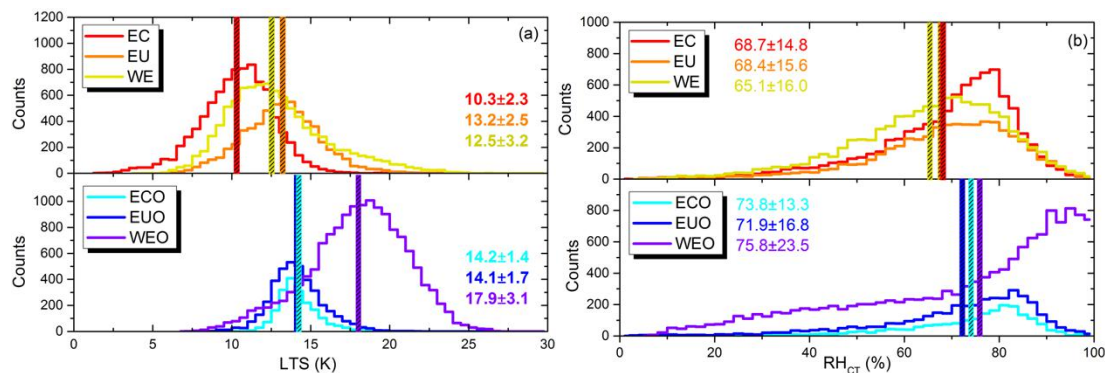 (a)
1200
1000
800
600
400
200
0
Counts
EC
EU
WE
10.3±2.3
13.2±2.5
12.5±3.2
1000
800
600
400
200
0
Counts
ECO
EUO
WEO
14.2±1.4
14.1±1.7
17.9±3.1
0 5 10 15 20 25 30
LTS (K)
(b)
1000
800
600
400
200
0
Counts
EC
EU
WE
68.7±14.8
68.4±15.6
65.1±16.0
800
600
400
200
0
Counts
ECO
EUO
WEO
73.8±13.3
71.9±16.8
75.8±23.5
0 20 40 60 80 100
RHCT (%)